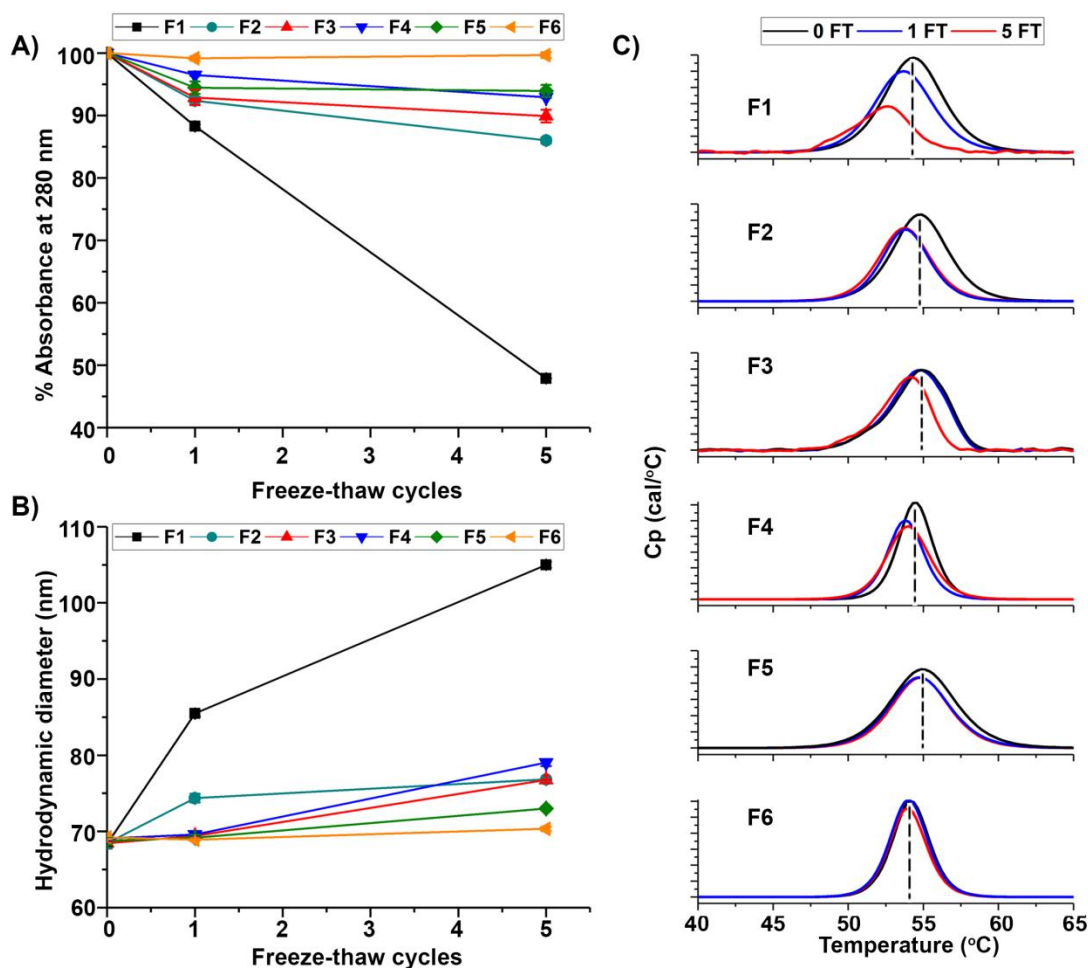 A)
F1 F2 F3 F4 F5 F6
% Absorbance at 280 nm
100
90
80
70
60
50
40
0 1 2 3 4 5
Freeze-thaw cycles
B)
F1 F2 F3 F4 F5 F6
Hydrodynamic diameter (nm)
110
100
90
80
70
60
0 1 2 3 4 5
Freeze-thaw cycles
C)
0 FT 1 FT 5 FT
F1
F2
F3
F4
F5
F6
Cp (cal/°C)
40 45 50 55 60 65
Temperature (°C)